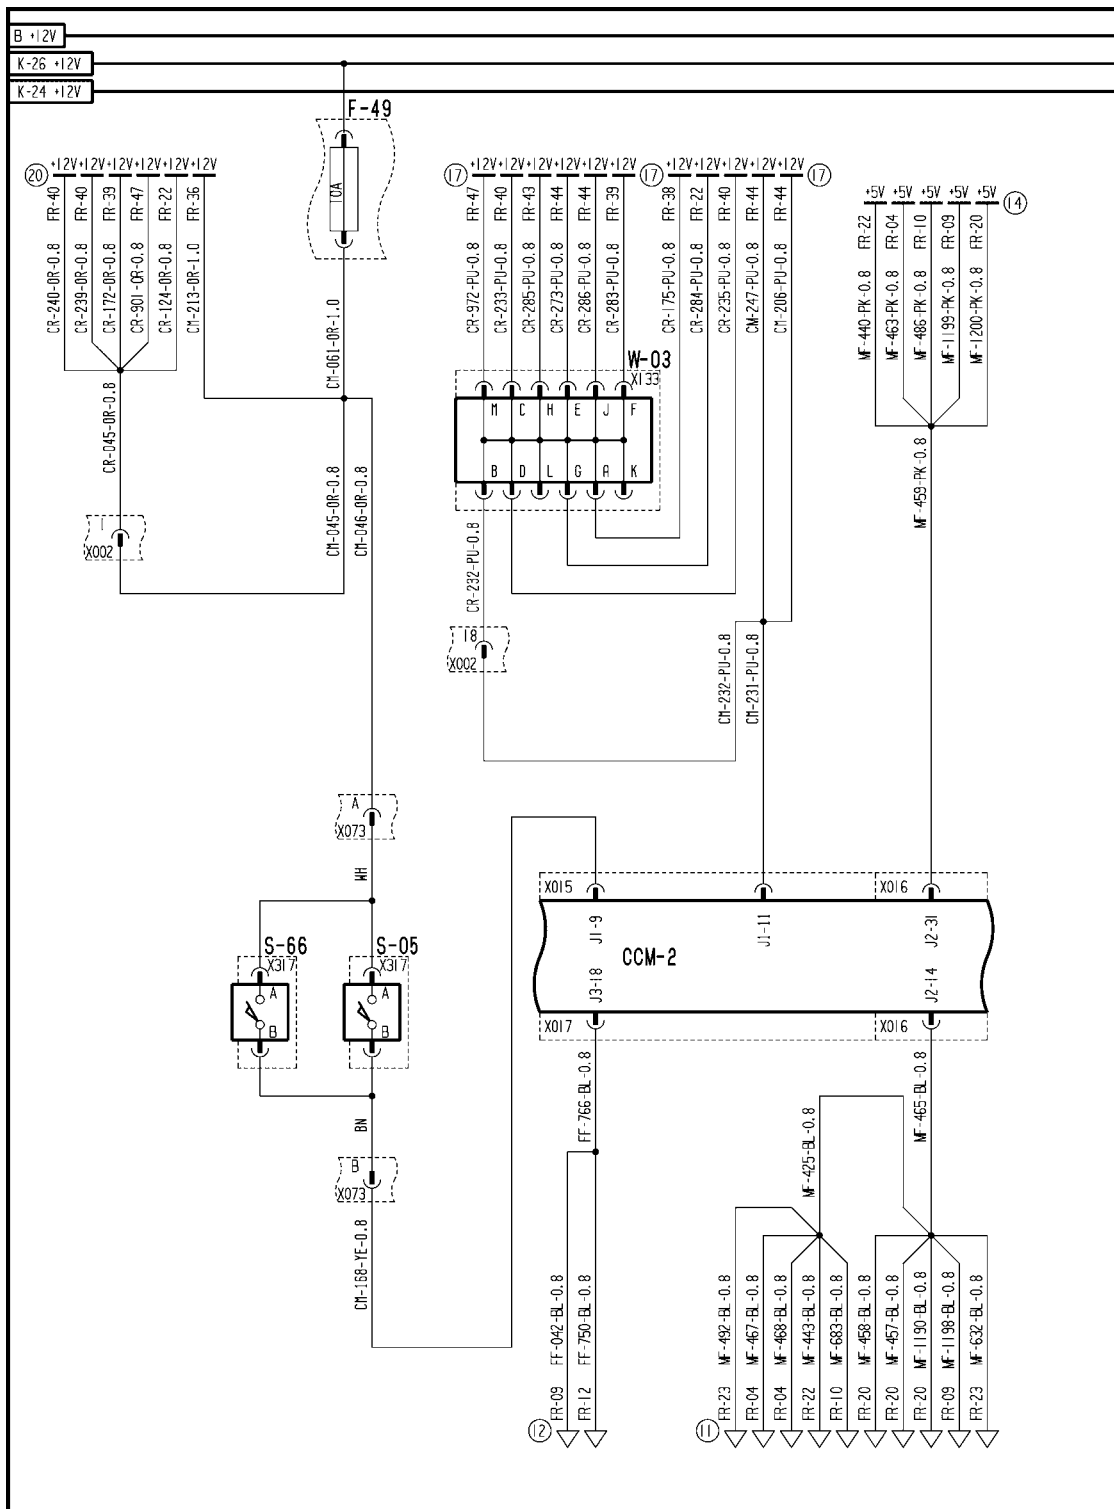 B +12V
K-26 +12V
K-24 +12V
F-49
10A
20
+12V +12V +12V +12V +12V +12V
FR-40 FR-40 FR-39 FR-47 FR-22 FR-36
CR-240-OR-0.8
CR-239-OR-0.8
CR-172-OR-0.8
CR-901-OR-0.8
CR-124-OR-0.8
CM-213-OR-1.0
CM-061-OR-1.0
17
+12V +12V +12V +12V +12V +12V
FR-47 FR-40 FR-43 FR-44 FR-44 FR-39
CR-972-PU-0.8
CR-233-PU-0.8
CR-285-PU-0.8
CR-273-PU-0.8
CR-286-PU-0.8
CR-283-PU-0.8
17
+12V +12V +12V +12V +12V
17
FR-38 FR-22 FR-40 FR-44 FR-44
CR-175-PU-0.8
CR-284-PU-0.8
CR-235-PU-0.8
CM-247-PU-0.8
CM-206-PU-0.8
+5V +5V +5V +5V +5V
14
FR-22 FR-04 FR-10 FR-09 FR-20
MF-440-PK-0.8
MF-463-PK-0.8
MF-486-PK-0.8
MF-1199-PK-0.8
MF-1200-PK-0.8
W-03
X133
M C H E J F
B D L G A K
CR-045-OR-0.8
CM-045-OR-0.8
CM-046-OR-0.8
MF-459-PK-0.8
1
X002
CR-232-PU-0.8
18
X002
CM-232-PU-0.8
CM-231-PU-0.8
A
X073
WH
S-66
X317
A
B
S-05
X317
A
B
X015
X016
J1-9
J1-11
J2-31
CCM-2
J3-18
J2-14
X017
X016
BN
B
X073
CM-168-YE-0.8
FF-766-BL-0.8
MF-465-BL-0.8
MF-425-BL-0.8
FF-042-BL-0.8
FF-750-BL-0.8
MF-492-BL-0.8
MF-467-BL-0.8
MF-468-BL-0.8
MF-443-BL-0.8
MF-683-BL-0.8
MF-458-BL-0.8
MF-457-BL-0.8
MF-1190-BL-0.8
MF-1198-BL-0.8
MF-632-BL-0.8
12
FR-09 FR-12
11
FR-23 FR-04 FR-04 FR-22 FR-10 FR-20 FR-20 FR-20 FR-09 FR-23